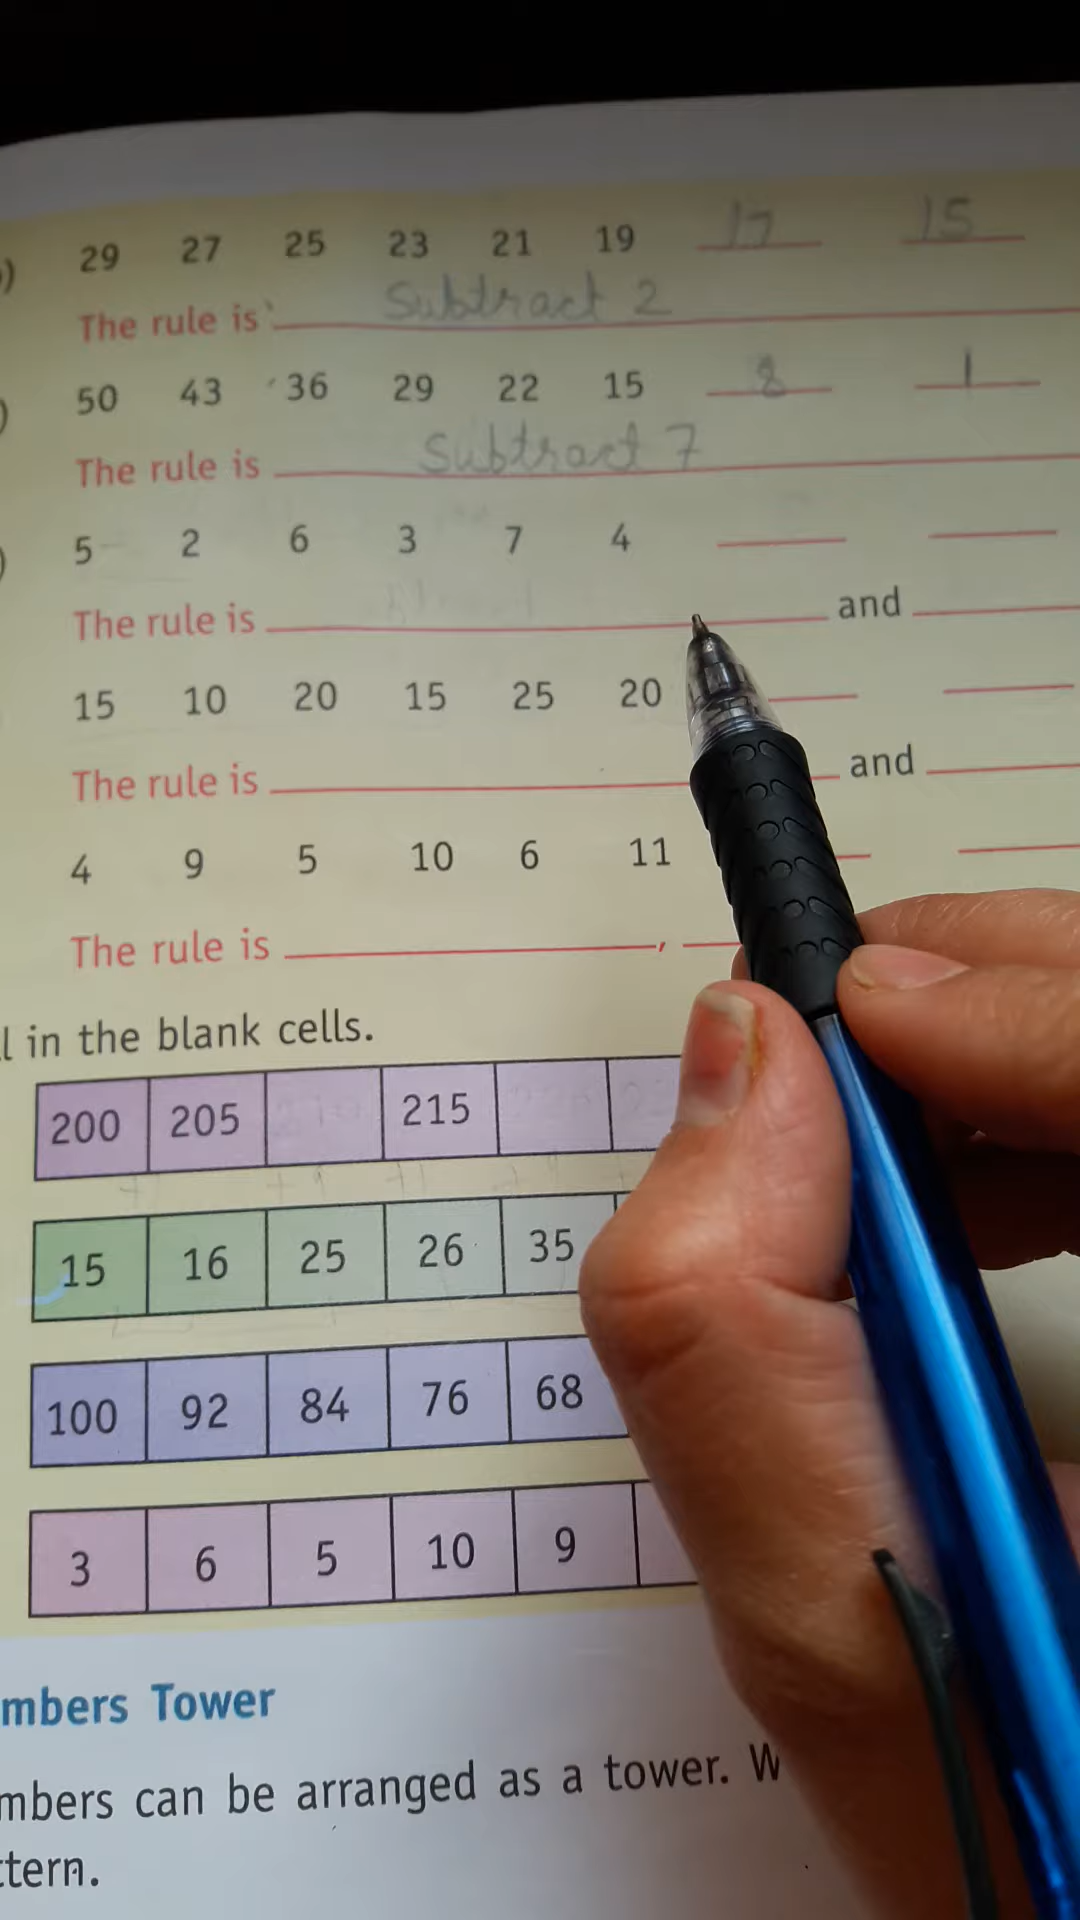 29 27 25 23 21 19 17 15
The rule is Subtract 2
50 43 36 29 22 15 8 1
The rule is Subtract 7
5 2 6 3 7 4
The rule is and
15 10 20 15 25 20
The rule is and
4 9 5 10 6 11
The rule is ,
in the blank cells.
200 205 215
15 16 25 26 35
100 92 84 76 68
3 6 5 10 9
mbers Tower
mbers can be arranged as a tower. W
ttern.